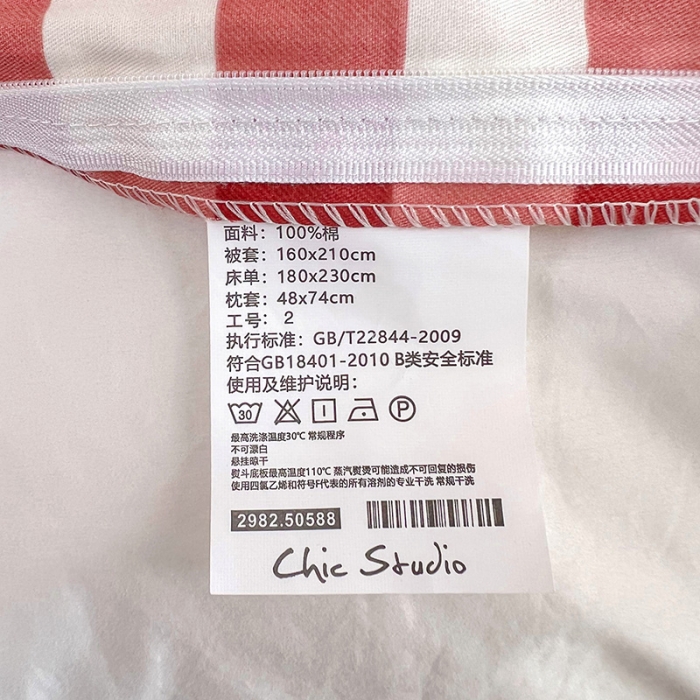 面料：100%棉
被套：160x210cm
床单：180x230cm
枕套：48x74cm
工号：2
执行标准：GB/T22844-2009
符合GB18401-2010 B类安全标准
使用及维护说明：
30 P
最高洗涤温度30℃ 常规程序
不可漂白
悬挂晾干
熨斗底板最高温度110℃ 蒸汽熨烫可能造成不可回复的损伤
使用四氯乙烯和符号F代表的所有溶剂的专业干洗 常规干洗
2982.50588
Chic Studio